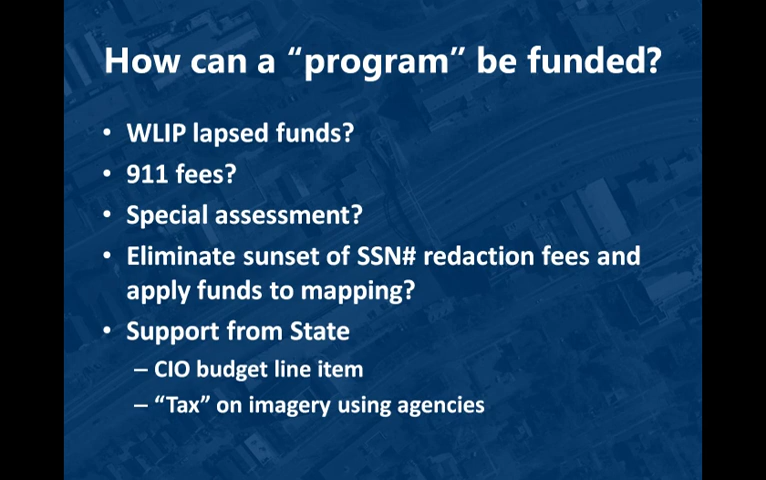 How can a “program” be funded?
• WLIP lapsed funds?
• 911 fees?
• Special assessment?
• Eliminate sunset of SSN# redaction fees and
apply funds to mapping?
• Support from State
– CIO budget line item
– “Tax” on imagery using agencies